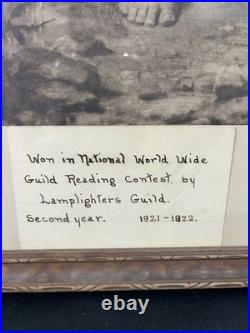 Won in National World Wide
Guild Reading Contest, by
Lamplighters Guild.
Second year. 1921-1922.